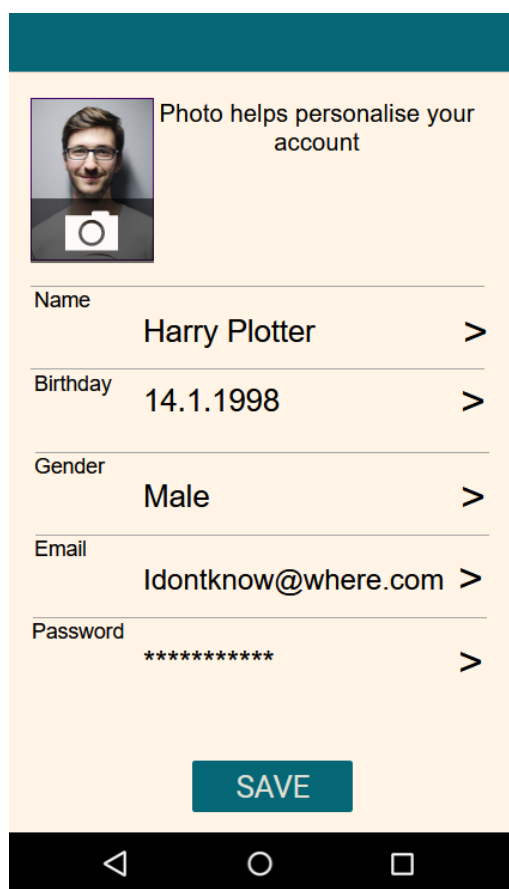 Photo helps personalise your
account
Name
Harry Plotter >
Birthday
14.1.1998 >
Gender
Male >
Email
Idontknow@where.com >
Password
*********** >
SAVE